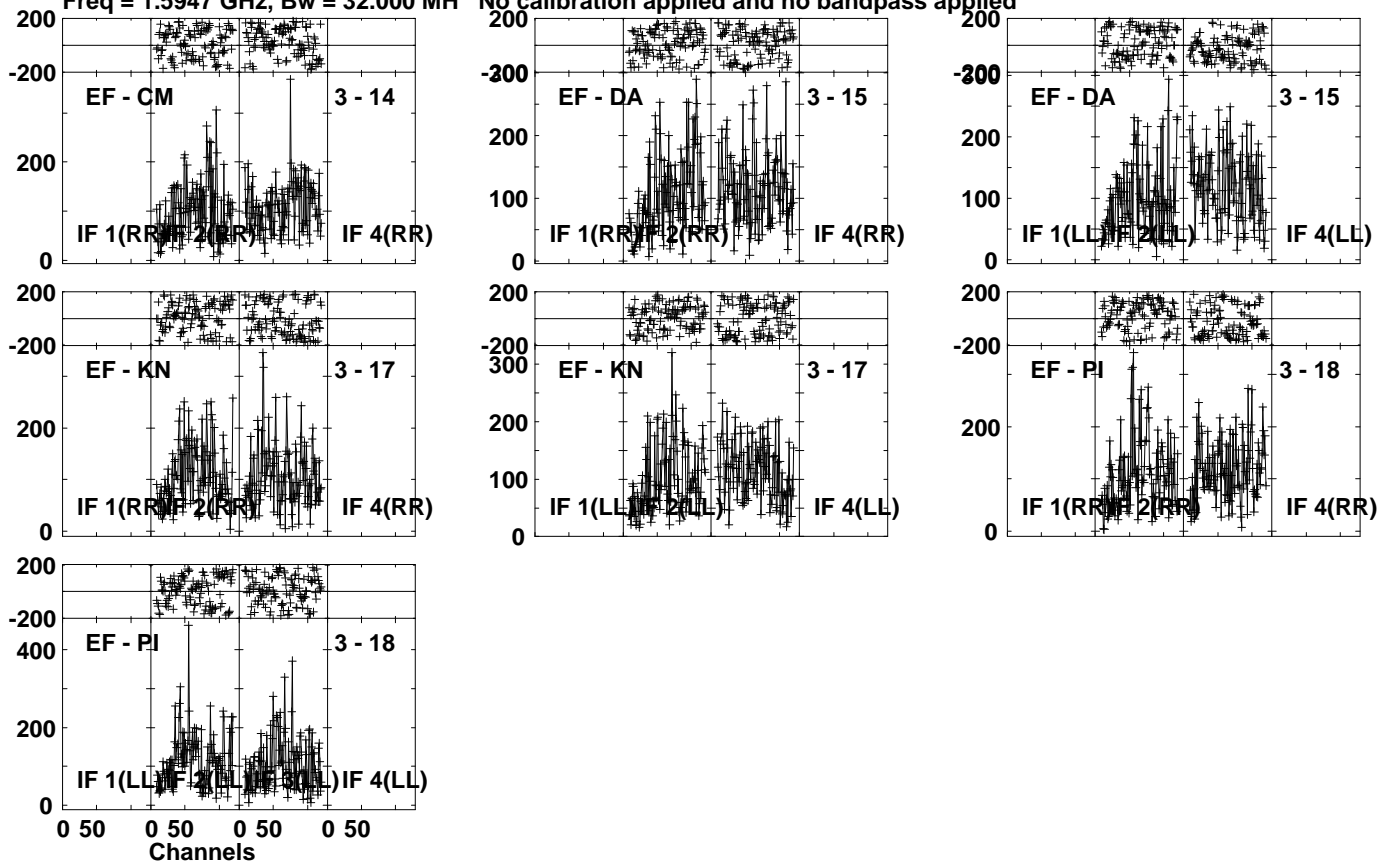 Freq = 1.5947 GHz, Bw = 32.000 MH No calibration applied and no bandpass applied
200 200 200
-200 -200 -200
300
EF - CM 3 - 14 EF - DA 3 - 15 EF - DA 3 - 15
200 200 200
100 100
IF 1(RR) IF 2(RR) IF 4(RR) IF 1(RR) IF 2(RR) IF 4(RR) IF 1(LL) IF 2(LL) IF 4(LL)
0 0 0
200 200 200
-200 -200 -200
300
EF - KN 3 - 17 EF - KN 3 - 17 EF - PI 3 - 18
200 200 200
100
IF 1(RR) IF 2(RR) IF 4(RR) IF 1(LL) IF 2(LL) IF 4(LL) IF 1(RR) IF 2(RR) IF 4(RR)
0 0 0
200
-200
EF - PI 3 - 18
400
200
IF 1(LL) IF 2(LL) IF 3(LL) IF 4(LL)
0
0 50 0 50 0 50 0 50
Channels